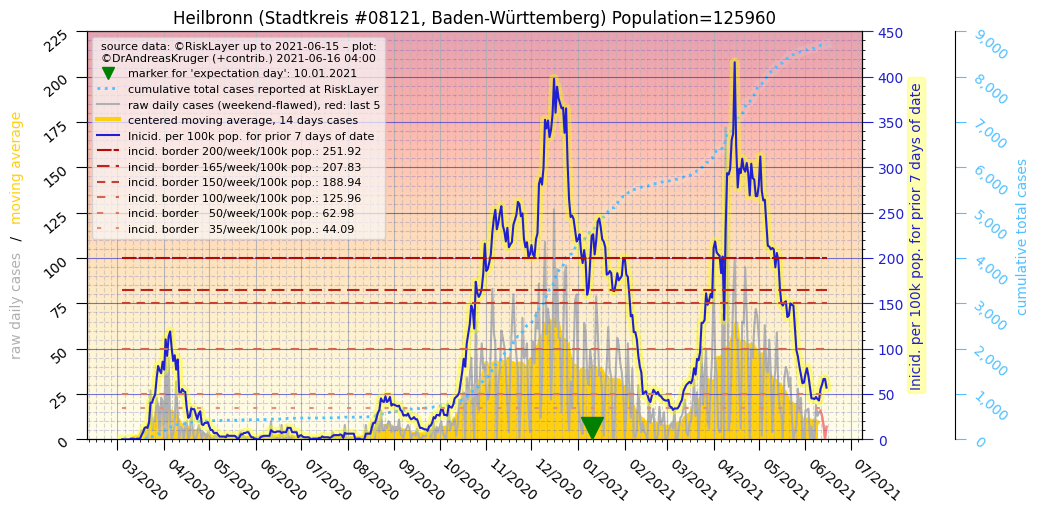 Heilbronn (Stadtkreis #08121, Baden-Württemberg) Population=125960
source data: ©RiskLayer up to 2021-06-15 – plot:
©DrAndreasKruger (+contrib.) 2021-06-16 04:00
marker for 'expectation day': 10.01.2021
cumulative total cases reported at RiskLayer
raw daily cases (weekend-flawed), red: last 5
centered moving average, 14 days cases
Inicid. per 100k pop. for prior 7 days of date
incid. border 200/week/100k pop.: 251.92
incid. border 165/week/100k pop.: 207.83
incid. border 150/week/100k pop.: 188.94
incid. border 100/week/100k pop.: 125.96
incid. border   50/week/100k pop.: 62.98
incid. border   35/week/100k pop.: 44.09
raw daily cases / moving average
225
200
175
150
125
100
75
50
25
0
03/2020
04/2020
05/2020
06/2020
07/2020
08/2020
09/2020
10/2020
11/2020
12/2020
01/2021
02/2021
03/2021
04/2021
05/2021
06/2021
07/2021
450
400
350
300
250
200
150
100
50
0
Inicid. per 100k pop. for prior 7 days of date
9,000
8,000
7,000
6,000
5,000
4,000
3,000
2,000
1,000
0
cumulative total cases